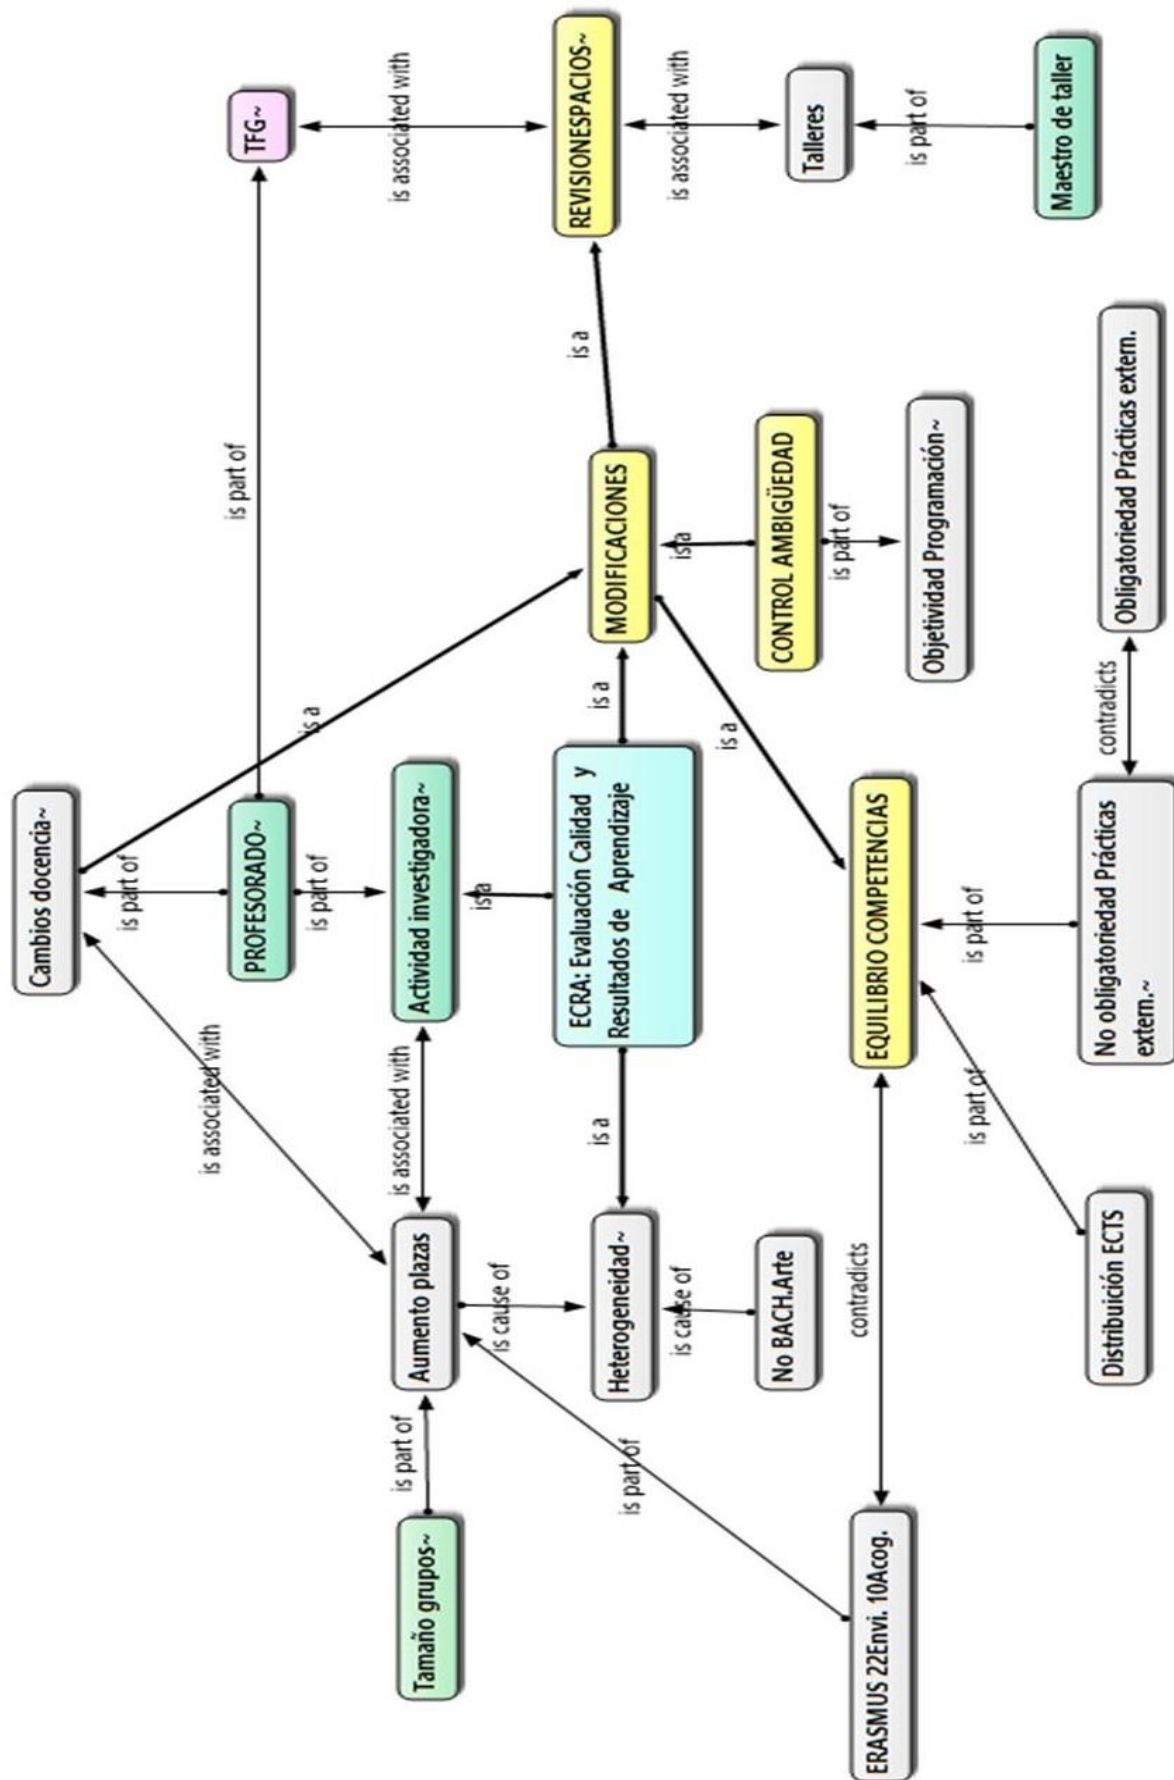 Cambios docencia~
is part of
is associated with
is part of
PROFESORADO~
TFG~
is part of
is a
is part of
is associated with
is associated with
Tamaño grupos~
Aumento plazas
Actividad investigadora~
is a
is cause of
ECRA: Evaluación Calidad y
Resultados de Aprendizaje
is a
REVISIONESPACIOS~
is a
is a
Heterogeneidad~
MODIFICACIONES
is part of
is cause of
is a
is associated with
is a
No BACH.Arte
CONTROL AMBIGÜEDAD
Talleres
is part of
contradicts
ERASMUS 22Envi. 10Acog.
EQUILIBRIO COMPETENCIAS
is part of
Objetividad Programación~
is part of
is part of
Maestro de taller
Distribuición ECTS
No obligatoriedad Prácticas
extern.~
contradicts
Obligatoriedad Prácticas extern.